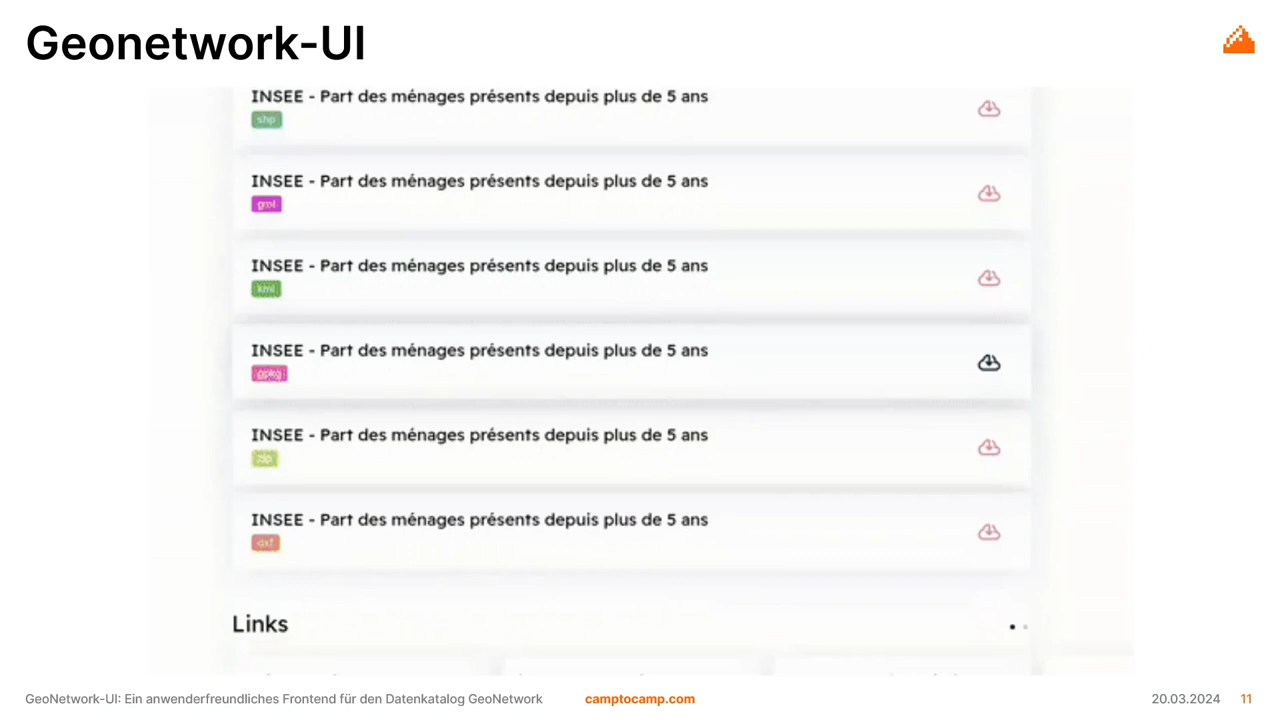 Geonetwork-UI
INSEE - Part des ménages présents depuis plus de 5 ans
shp
INSEE - Part des ménages présents depuis plus de 5 ans
gml
INSEE - Part des ménages présents depuis plus de 5 ans
kml
INSEE - Part des ménages présents depuis plus de 5 ans
gpkg
INSEE - Part des ménages présents depuis plus de 5 ans
zip
INSEE - Part des ménages présents depuis plus de 5 ans
Links
GeoNetwork-UI: Ein anwenderfreundliches Frontend für den Datenkatalog GeoNetwork
camptocamp.com
20.03.2024
11